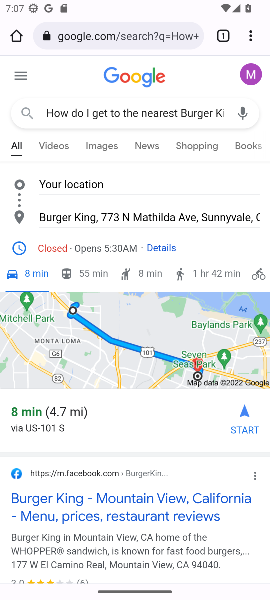 7:07
google.com/search?q=How+
1
Google
M
How do I get to the nearest Burger Ki
All Videos Images News Shopping Books
Your location
Burger King, 773 N Mathilda Ave, Sunnyvale, C
Closed · Opens 5:30AM · Details
8 min 55 min 8 min 1 hr 42 min
Mitchell Park
MONTA LOMA
101
Baylands Park
237
Seven
Seas Park
Map data ©2022 Google
8 min (4.7 mi)
via US-101 S
START
https://m.facebook.com › BurgerKin...
Burger King - Mountain View, California
- Menu, prices, restaurant reviews
Burger King in Mountain View, CA home of the
WHOPPER® sandwich, is known for fast food burgers,...
177 W El Camino Real, Mountain View, CA 94040.